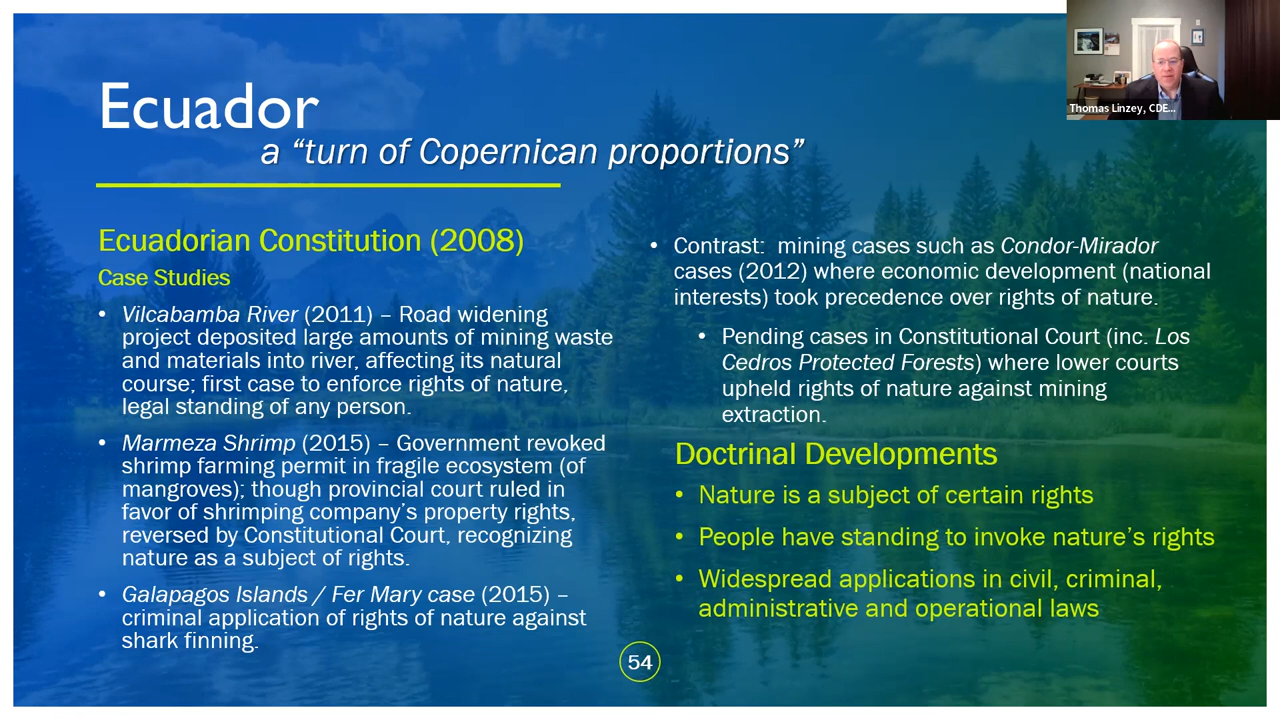 Ecuador
a “turn of Copernican proportions”
Ecuadorian Constitution (2008)
Case Studies
• Vilcabamba River (2011) – Road widening
project deposited large amounts of mining waste
and materials into river, affecting its natural
course; first case to enforce rights of nature,
legal standing of any person.
• Marmeza Shrimp (2015) – Government revoked
shrimp farming permit in fragile ecosystem (of
mangroves); though provincial court ruled in
favor of shrimping company’s property rights,
reversed by Constitutional Court, recognizing
nature as a subject of rights.
• Galapagos Islands / Fer Mary case (2015) –
criminal application of rights of nature against
shark finning.
• Contrast: mining cases such as Condor-Mirador
cases (2012) where economic development (national
interests) took precedence over rights of nature.
• Pending cases in Constitutional Court (inc. Los
Cedros Protected Forests) where lower courts
upheld rights of nature against mining
extraction.
Doctrinal Developments
• Nature is a subject of certain rights
• People have standing to invoke nature’s rights
• Widespread applications in civil, criminal,
administrative and operational laws
54
Thomas Linzey, CDE...